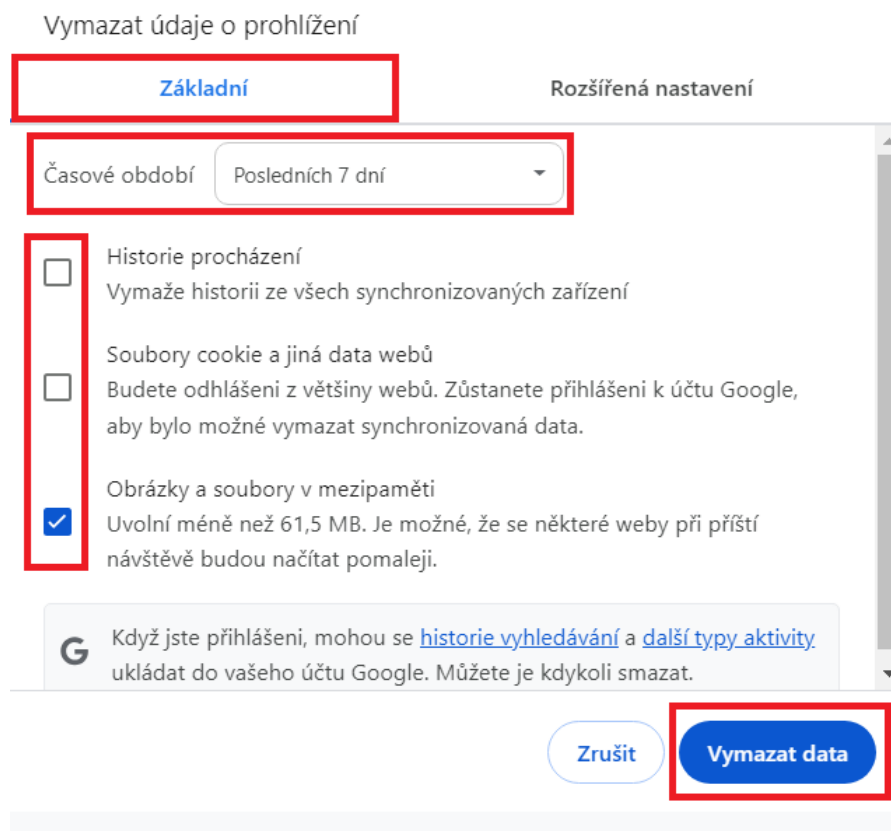 Vymazat údaje o prohlížení
Základní
Rozšířená nastavení
Časové období
Posledních 7 dní
Historie procházení
Vymaže historii ze všech synchronizovaných zařízení
Soubory cookie a jiná data webů
Budete odhlášeni z většiny webů. Zůstanete přihlášeni k účtu Google,
aby bylo možné vymazat synchronizovaná data.
Obrázky a soubory v mezipaměti
Uvolní méně než 61,5 MB. Je možné, že se některé weby při příští
návštěvě budou načítat pomaleji.
G
Když jste přihlášeni, mohou se historie vyhledávání a další typy aktivity
ukládat do vašeho účtu Google. Můžete je kdykoli smazat.
Zrušit
Vymazat data